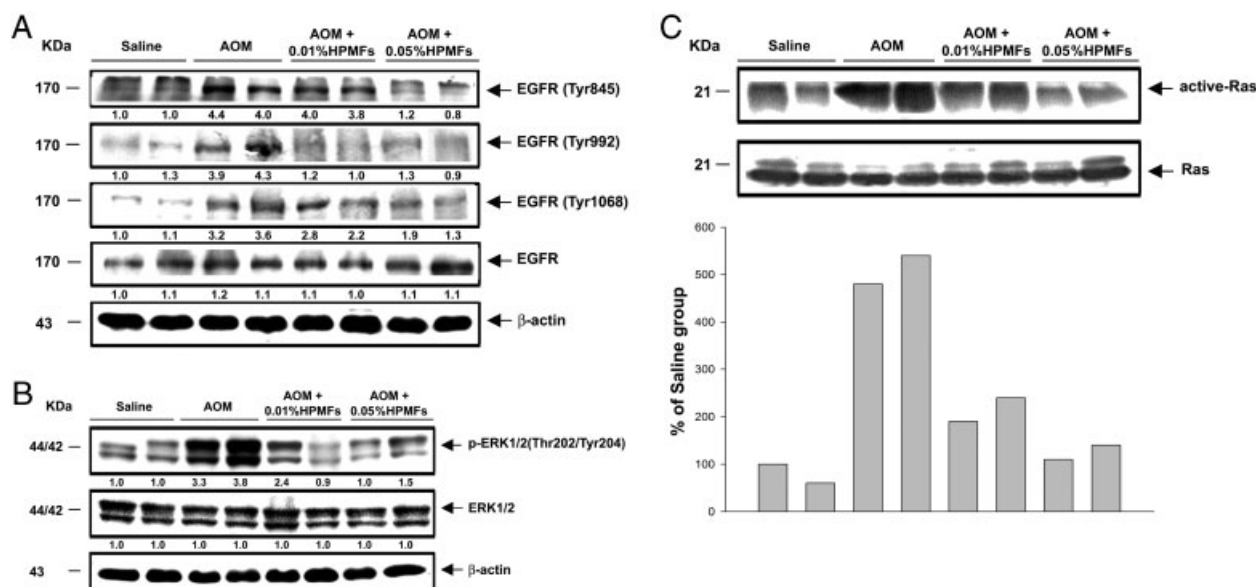 A
KDa
Saline
AOM
AOM +
0.01%HPMFs
AOM +
0.05%HPMFs
170
EGFR (Tyr845)
1.0 1.0 4.4 4.0 4.0 3.8 1.2 0.8
170
EGFR (Tyr992)
1.0 1.3 3.9 4.3 1.2 1.0 1.3 0.9
170
EGFR (Tyr1068)
1.0 1.1 3.2 3.6 2.8 2.2 1.9 1.3
170
EGFR
1.0 1.1 1.2 1.1 1.1 1.0 1.1 1.1
43
β-actin
B
KDa
Saline
AOM
AOM +
0.01%HPMFs
AOM +
0.05%HPMFs
44/42
p-ERK1/2(Thr202/Tyr204)
1.0 1.0 3.3 3.8 2.4 0.9 1.0 1.5
44/42
ERK1/2
1.0 1.0 1.0 1.0 1.0 1.0 1.0 1.0
43
β-actin
C
KDa
Saline
AOM
AOM +
0.01%HPMFs
AOM +
0.05%HPMFs
21
active-Ras
21
Ras
% of Saline group
600
500
400
300
200
100
0